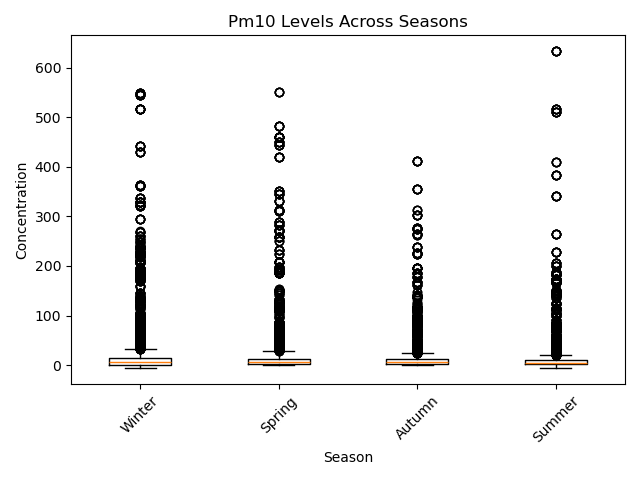 Pm10 Levels Across Seasons
600
500
400
300
200
100
0
Concentration
Winter
Spring
Autumn
Summer
Season